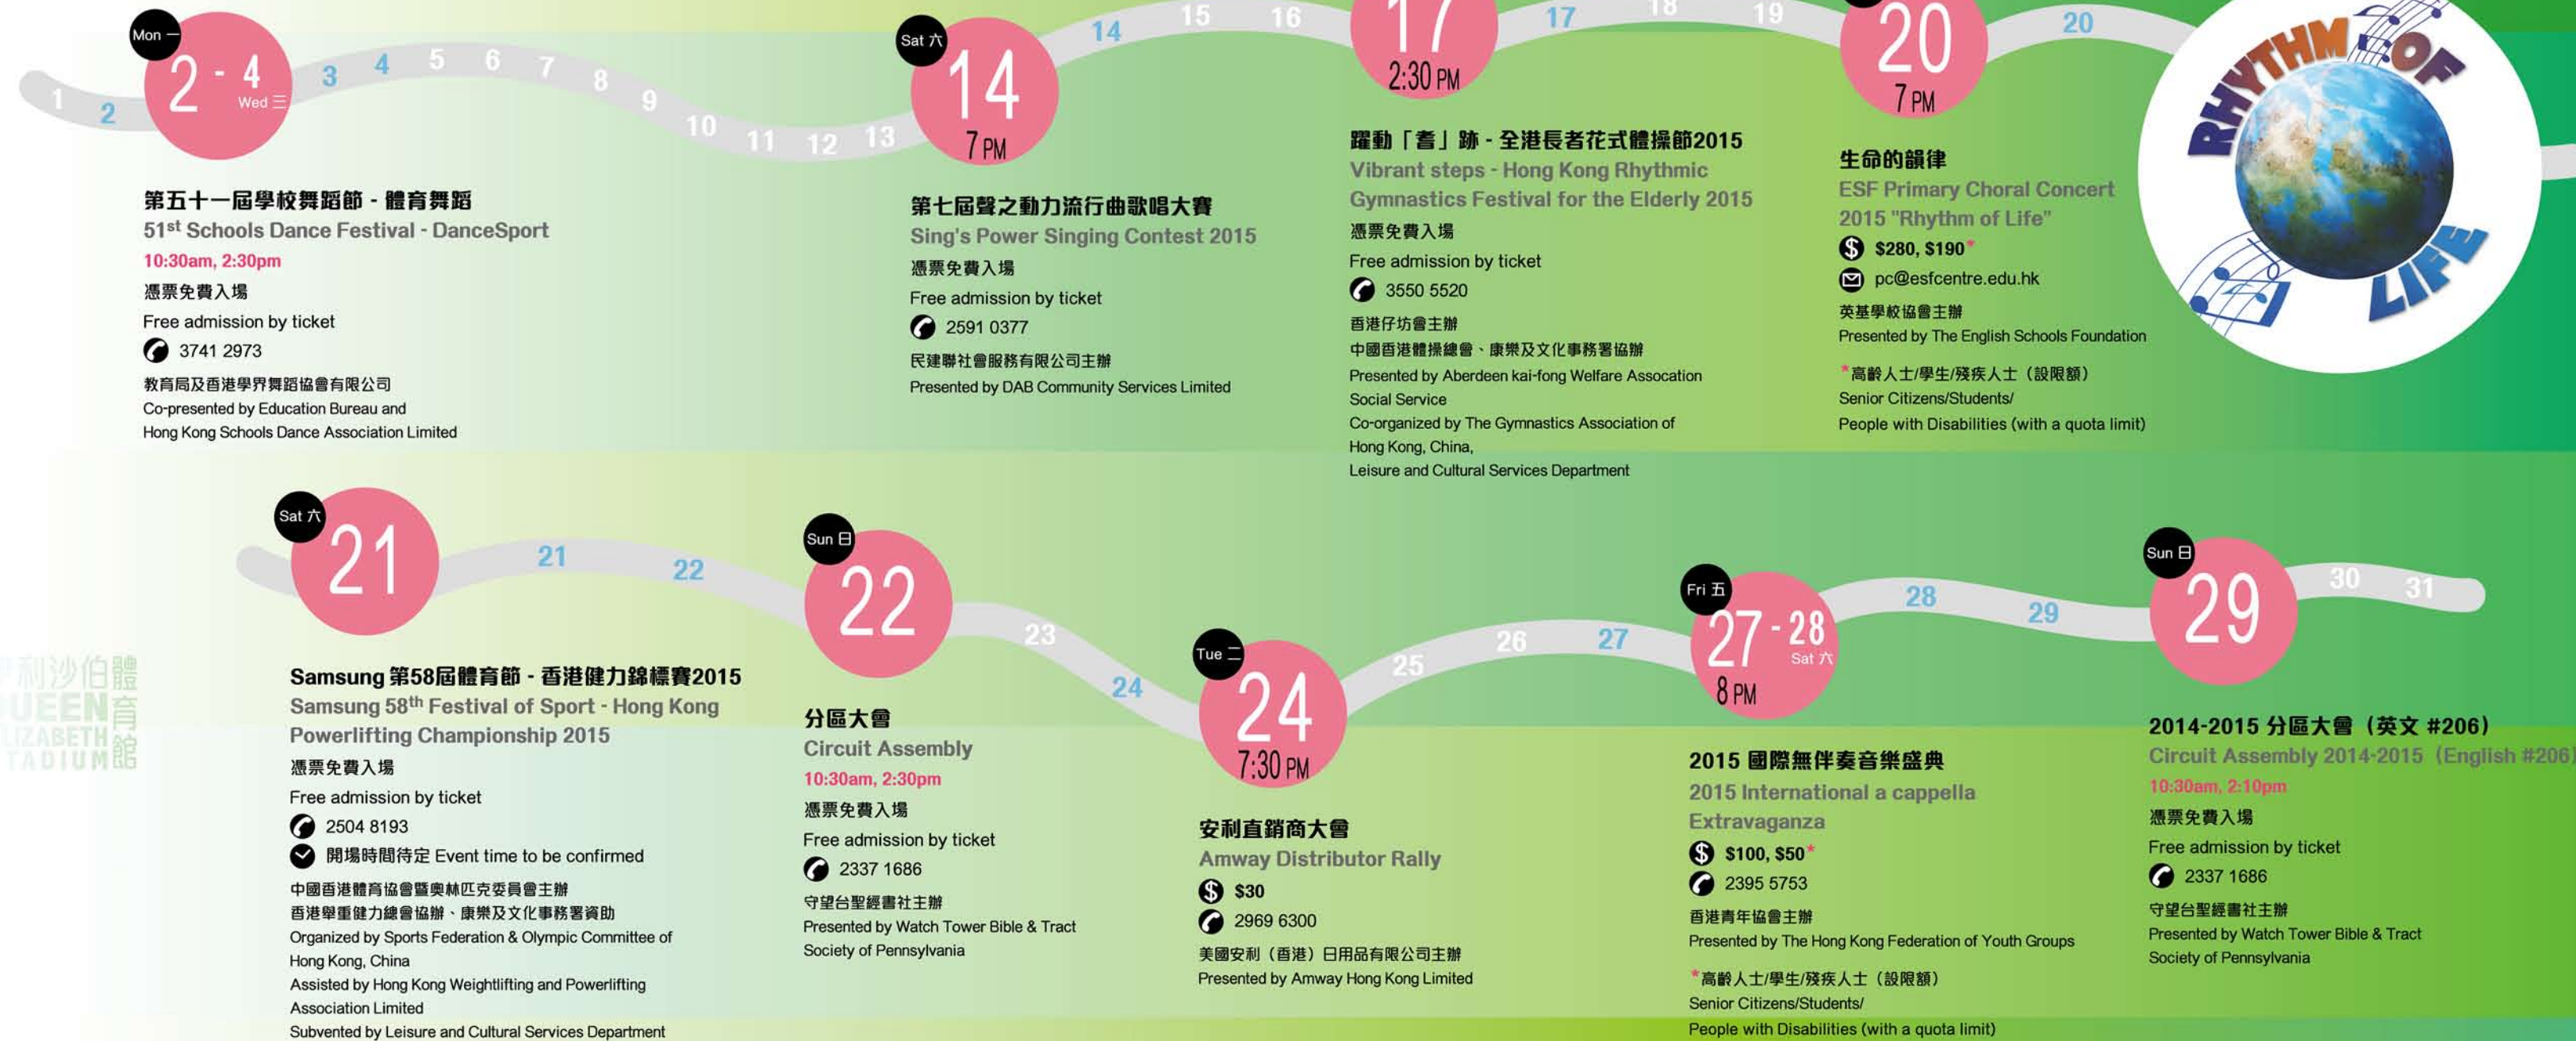 1
2
Mon 一
2 - 4
Wed 三
3
4
5
6
7
8
9
10
11
12
13
第五十一屆學校舞蹈節 - 體育舞蹈
51st Schools Dance Festival - DanceSport
10:30am, 2:30pm
憑票免費入場
Free admission by ticket
3741 2973
教育局及香港學界舞蹈協會有限公司
Co-presented by Education Bureau and
Hong Kong Schools Dance Association Limited
Sat 六
14
7 PM
14
15
16
第七屆聲之動力流行曲歌唱大賽
Sing's Power Singing Contest 2015
憑票免費入場
Free admission by ticket
2591 0377
民建聯社會服務有限公司主辦
Presented by DAB Community Services Limited
17
2:30 PM
17
18
19
躍動「耆」跡 - 全港長者花式體操節2015
Vibrant steps - Hong Kong Rhythmic
Gymnastics Festival for the Elderly 2015
憑票免費入場
Free admission by ticket
3550 5520
香港仔坊會主辦
中國香港體操總會、康樂及文化事務署協辦
Presented by Aberdeen kai-fong Welfare Assocation
Social Service
Co-organized by The Gymnastics Association of
Hong Kong, China,
Leisure and Cultural Services Department
20
7 PM
20
生命的韻律
ESF Primary Choral Concert
2015 "Rhythm of Life"
$ $280, $190*
pc@esfcentre.edu.hk
英基學校協會主辦
Presented by The English Schools Foundation
*高齡人士/學生/殘疾人士（設限額）
Senior Citizens/Students/
People with Disabilities (with a quota limit)
RHYTHM OF
LIFE
Sat 六
21
21
22
Samsung 第58屆體育節 - 香港健力錦標賽2015
Samsung 58th Festival of Sport - Hong Kong
Powerlifting Championship 2015
憑票免費入場
Free admission by ticket
2504 8193
開場時間待定 Event time to be confirmed
中國香港體育協會暨奧林匹克委員會主辦
香港舉重健力總會協辦、康樂及文化事務署資助
Organized by Sports Federation & Olympic Committee of
Hong Kong, China
Assisted by Hong Kong Weightlifting and Powerlifting
Association Limited
Subvented by Leisure and Cultural Services Department
Sun 日
22
23
24
分區大會
Circuit Assembly
10:30am, 2:30pm
憑票免費入場
Free admission by ticket
2337 1686
守望台聖經書社主辦
Presented by Watch Tower Bible & Tract
Society of Pennsylvania
Tue 二
24
7:30 PM
25
26
27
安利直銷商大會
Amway Distributor Rally
$ $30
2969 6300
美國安利（香港）日用品有限公司主辦
Presented by Amway Hong Kong Limited
Fri 五
27 - 28
Sat 六
8 PM
28
29
2015 國際無伴奏音樂盛典
2015 International a cappella
Extravaganza
$ $100, $50*
2395 5753
香港青年協會主辦
Presented by The Hong Kong Federation of Youth Groups
*高齡人士/學生/殘疾人士（設限額）
Senior Citizens/Students/
People with Disabilities (with a quota limit)
Sun 日
29
30
31
2014-2015 分區大會（英文 #206）
Circuit Assembly 2014-2015（English #206）
10:30am, 2:10pm
憑票免費入場
Free admission by ticket
2337 1686
守望台聖經書社主辦
Presented by Watch Tower Bible & Tract
Society of Pennsylvania
利沙伯體
UEEN 育
IZABETH 館
TADIUM